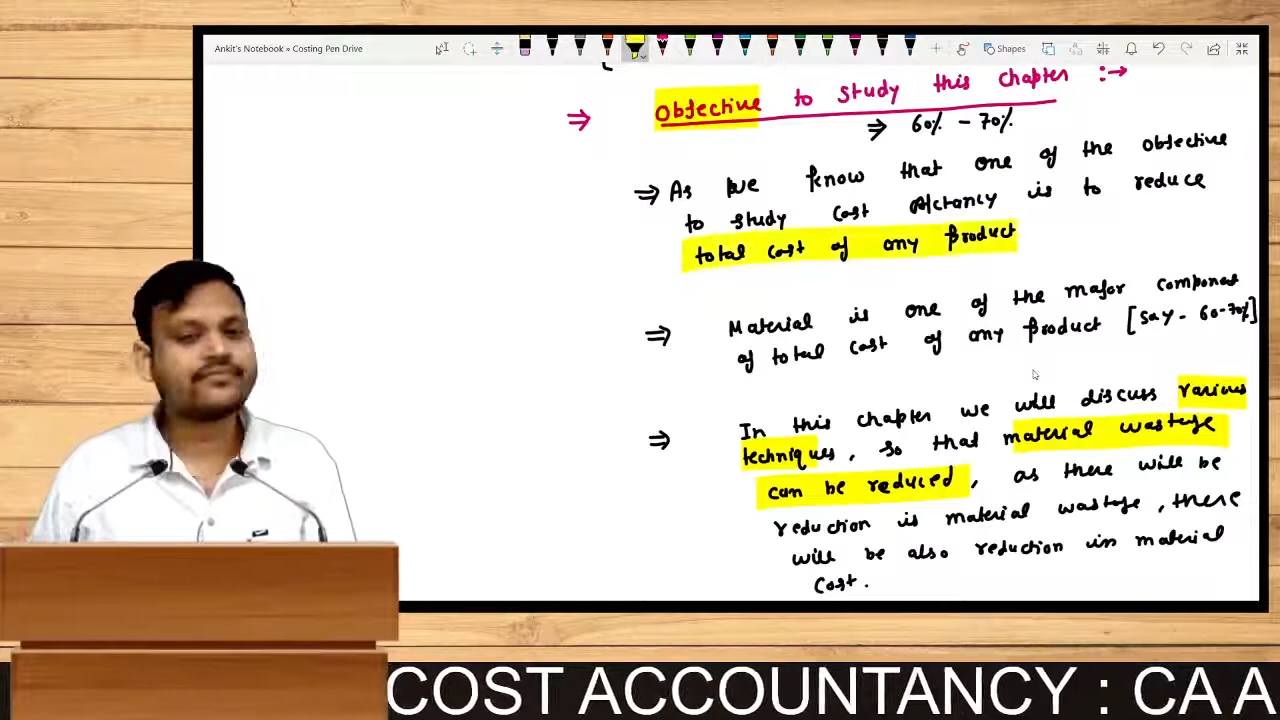 Ankit's Notebook » Costing Pen Drive
Shapes
⇒ Objective to study this chapter :→
⇒ 60% - 70%
⇒ As we know that one of the objective
to study cost Acctancy is to reduce
total cost of any product
⇒ Material is one of the major component
of total cost of any product [say - 60-70%]
⇒ In this chapter we will discuss various
techniques, so that material wastage
can be reduced, as there will be
reduction is material wastage, there
will be also reduction in material
cost.
COST ACCOUNTANCY : CA A